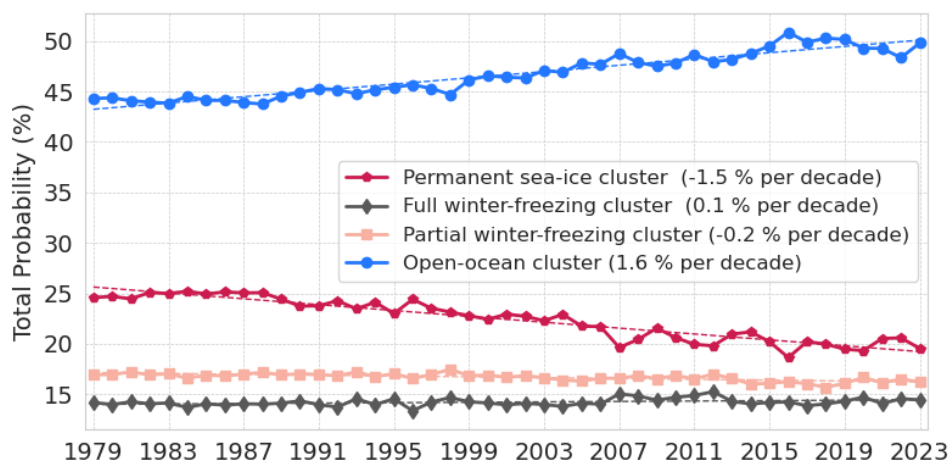 50
45
40
35
30
25
20
15
Total Probability (%)
Permanent sea-ice cluster (-1.5 % per decade)
Full winter-freezing cluster (0.1 % per decade)
Partial winter-freezing cluster (-0.2 % per decade)
Open-ocean cluster (1.6 % per decade)
1979 1983 1987 1991 1995 1999 2003 2007 2011 2015 2019 2023